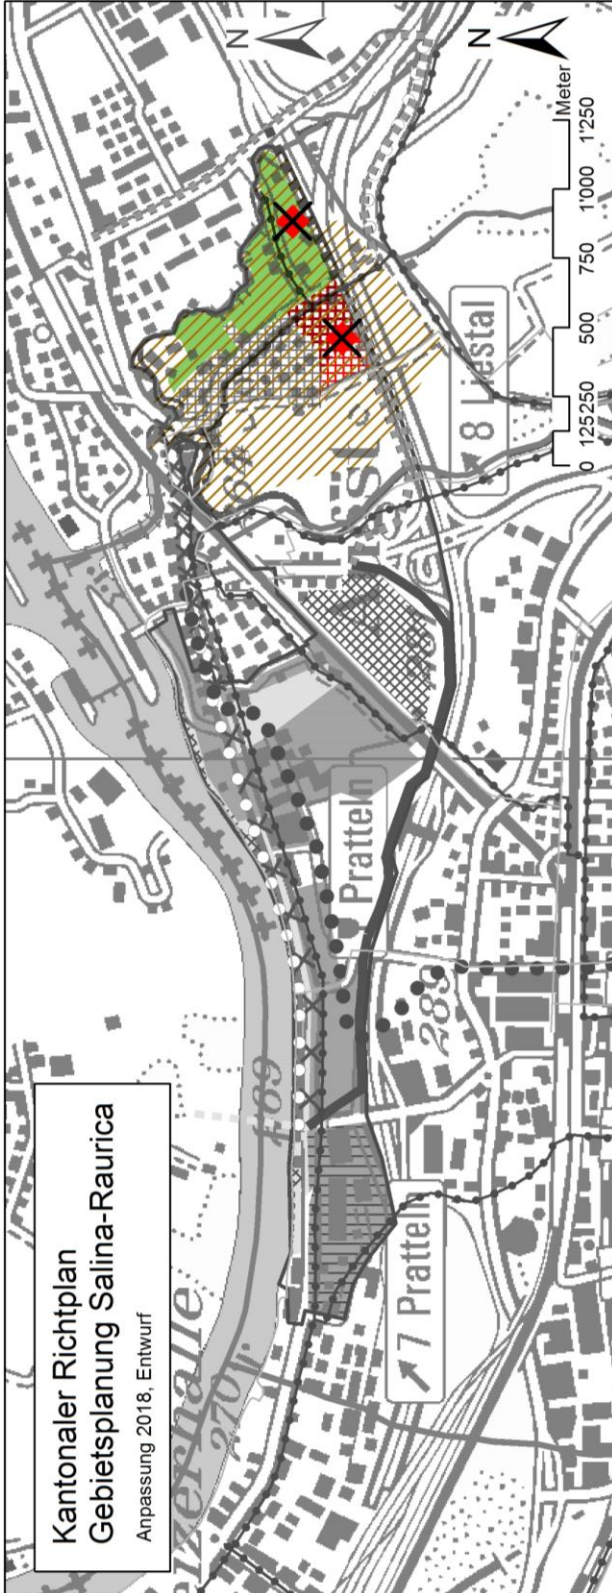 Kantonaler Richtplan
Gebietsplanung Salina-Raurica
Anpassung 2018, Entwurf
N
N
Meter
0 125 250 500 750 1'000 1'250
8 Liestal
Pratteln
7 Pratteln
289
270